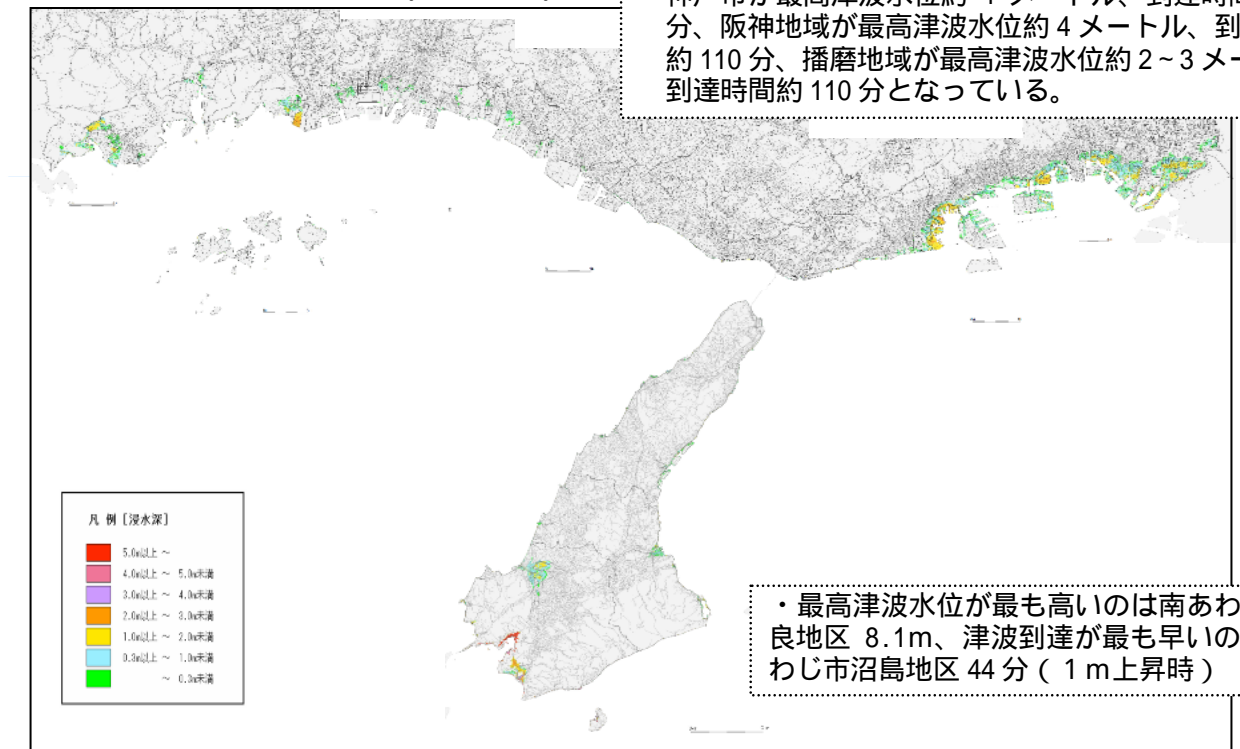 分、阪神地域が最高津波水位約 4 メートル、到
約 110 分、播磨地域が最高津波水位約 2~3 メー
到達時間約 110 分となっている。
凡 例 [浸水深]
5.0m以上 ~
4.0m以上 ~ 5.0m未満
3.0m以上 ~ 4.0m未満
2.0m以上 ~ 3.0m未満
1.0m以上 ~ 2.0m未満
0.3m以上 ~ 1.0m未満
~ 0.3m未満
・最高津波水位が最も高いのは南あわ
良地区 8.1m、津波到達が最も早いの
わじ市沼島地区 44 分(1m上昇時)